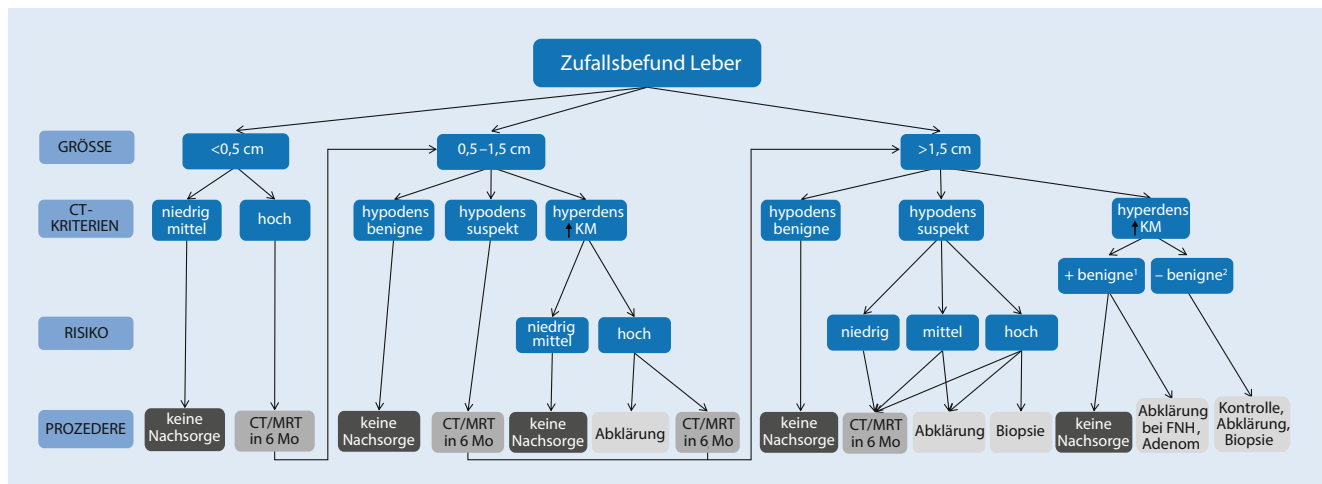 Zufallsbefund Leber
GRÖSSE
<0,5 cm
0,5–1,5 cm
>1,5 cm
CT-
KRITERIEN
niedrig
mittel
hoch
hypodens
benigne
hypodens
suspekt
hyperdens
↑ KM
hypodens
benigne
hypodens
suspekt
hyperdens
↑ KM
+ benigne¹
– benigne²
RISIKO
niedrig
mittel
hoch
niedrig
mittel
hoch
PROZEDERE
keine
Nachsorge
CT/MRT
in 6 Mo
keine
Nachsorge
CT/MRT
in 6 Mo
keine
Nachsorge
Abklärung
CT/MRT
in 6 Mo
keine
Nachsorge
CT/MRT
in 6 Mo
Abklärung
Biopsie
keine
Nachsorge
Abklärung
bei FNH,
Adenom
Kontrolle,
Abklärung,
Biopsie